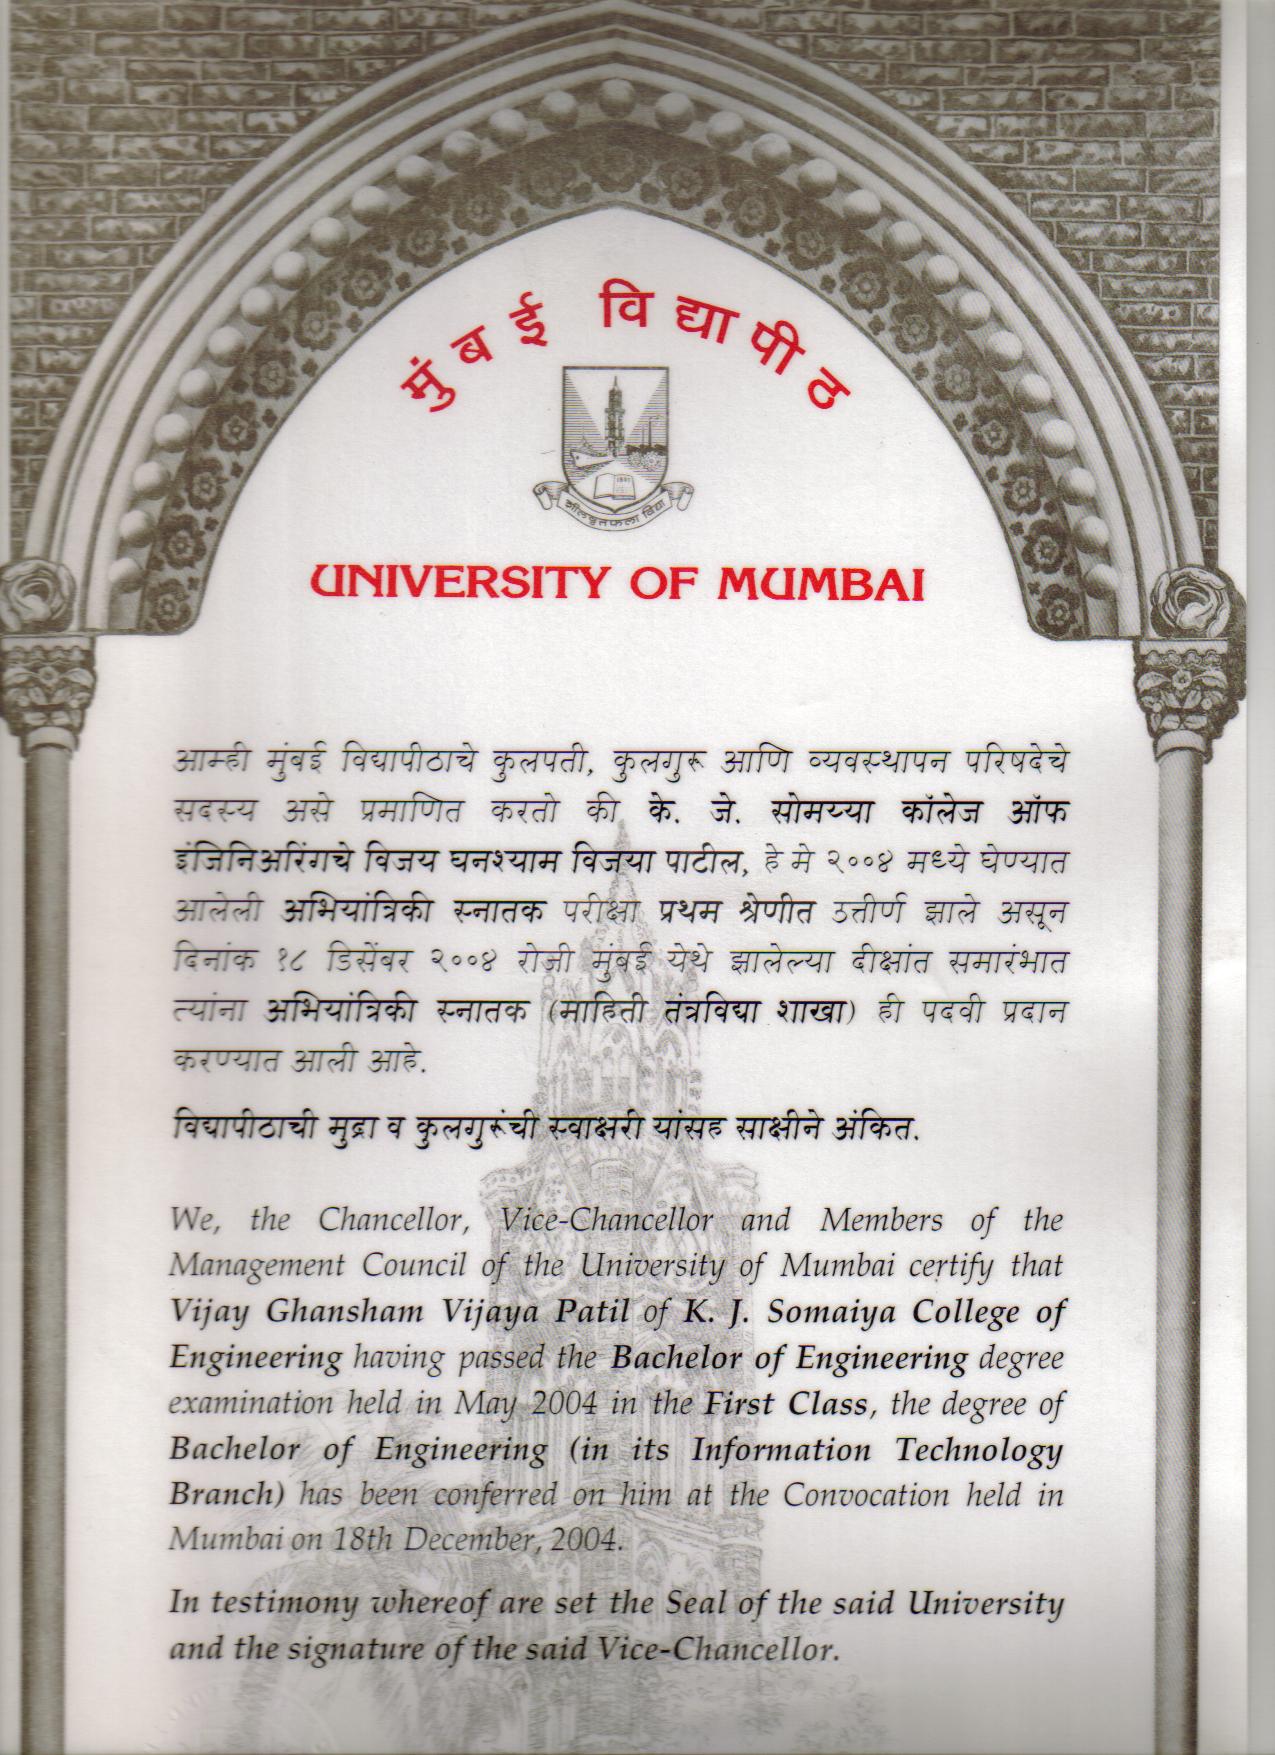 मुंबई विद्यापीठ
1857
शीलवृतफला विद्या
UNIVERSITY OF MUMBAI
आम्ही मुंबई विद्यापीठाचे कुलपती, कुलगुरू आणि व्यवस्थापन परिषदेचे
सदस्य असे प्रमाणित करतो की के. जे. सोमय्या कॉलेज ऑफ
इंजिनिअरिंगचे विजय घनश्याम विजया पाटील, हे मे २००४ मध्ये घेण्यात
आलेली अभियांत्रिकी स्नातक परीक्षा प्रथम श्रेणीत उत्तीर्ण झाले असून
दिनांक १८ डिसेंबर २००४ रोजी मुंबई येथे झालेल्या दीक्षांत समारंभात
त्यांना अभियांत्रिकी स्नातक (माहिती तंत्रविद्या शाखा) ही पदवी प्रदान
करण्यात आली आहे.
विद्यापीठाची मुद्रा व कुलगुरूंची स्वाक्षरी यांसह साक्षीने अंकित.
We, the Chancellor, Vice-Chancellor and Members of the
Management Council of the University of Mumbai certify that
Vijay Ghansham Vijaya Patil of K. J. Somaiya College of
Engineering having passed the Bachelor of Engineering degree
examination held in May 2004 in the First Class, the degree of
Bachelor of Engineering (in its Information Technology
Branch) has been conferred on him at the Convocation held in
Mumbai on 18th December, 2004.
In testimony whereof are set the Seal of the said University
and the signature of the said Vice-Chancellor.